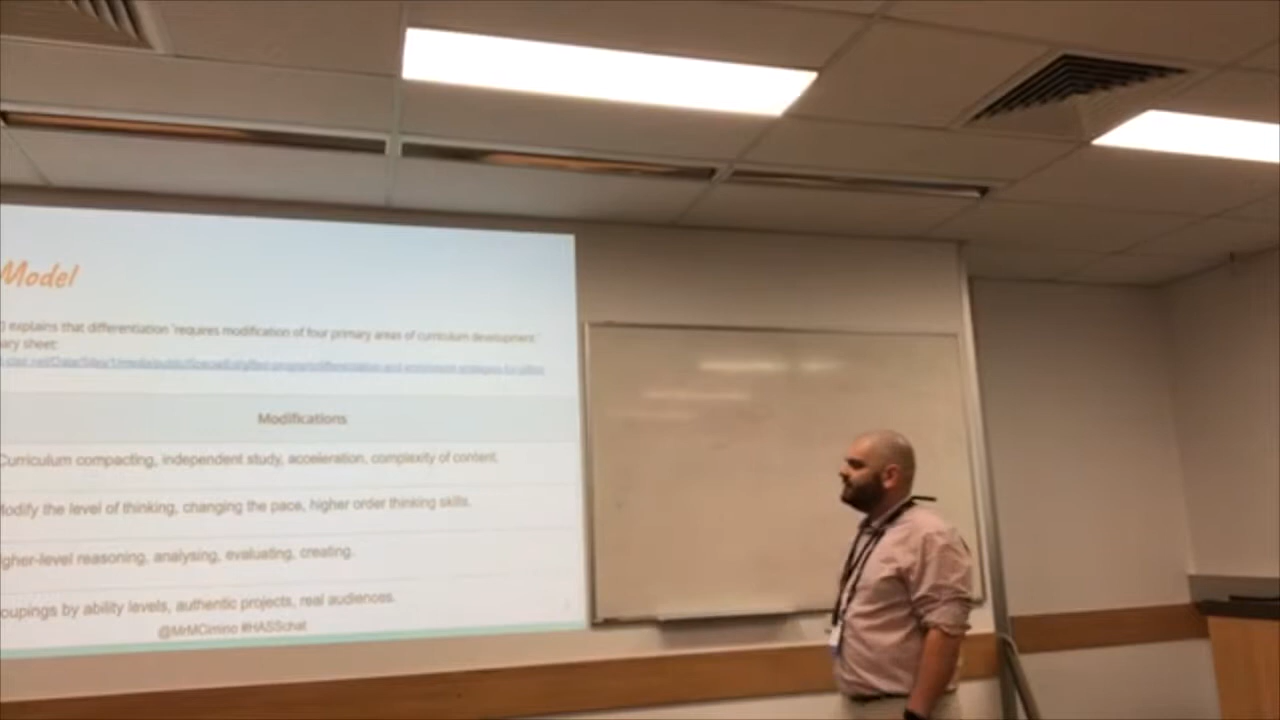 Model
explains that differentiation 'requires modification of four primary areas of curriculum development.'
ary sheet:
Modifications
Curriculum compacting, independent study, acceleration, complexity of content.
Modify the level of thinking, changing the pace, higher order thinking skills.
gher-level reasoning, analysing, evaluating, creating.
oupings by ability levels, authentic projects, real audiences.
@MrMCimino #HASSchat